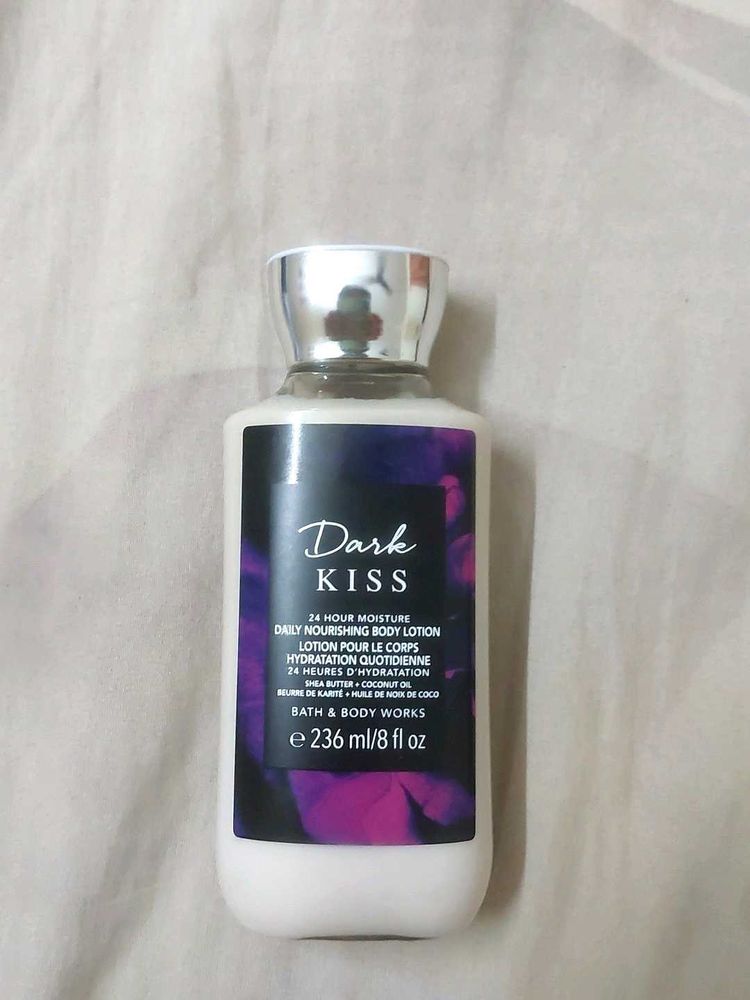 Dark
KISS
24 HOUR MOISTURE
DAILY NOURISHING BODY LOTION
LOTION POUR LE CORPS
HYDRATATION QUOTIDIENNE
24 HEURES D'HYDRATATION
SHEA BUTTER + COCONUT OIL
BEURRE DE KARITÉ + HUILE DE NOIX DE COCO
BATH & BODY WORKS
℮ 236 ml/8 fl oz